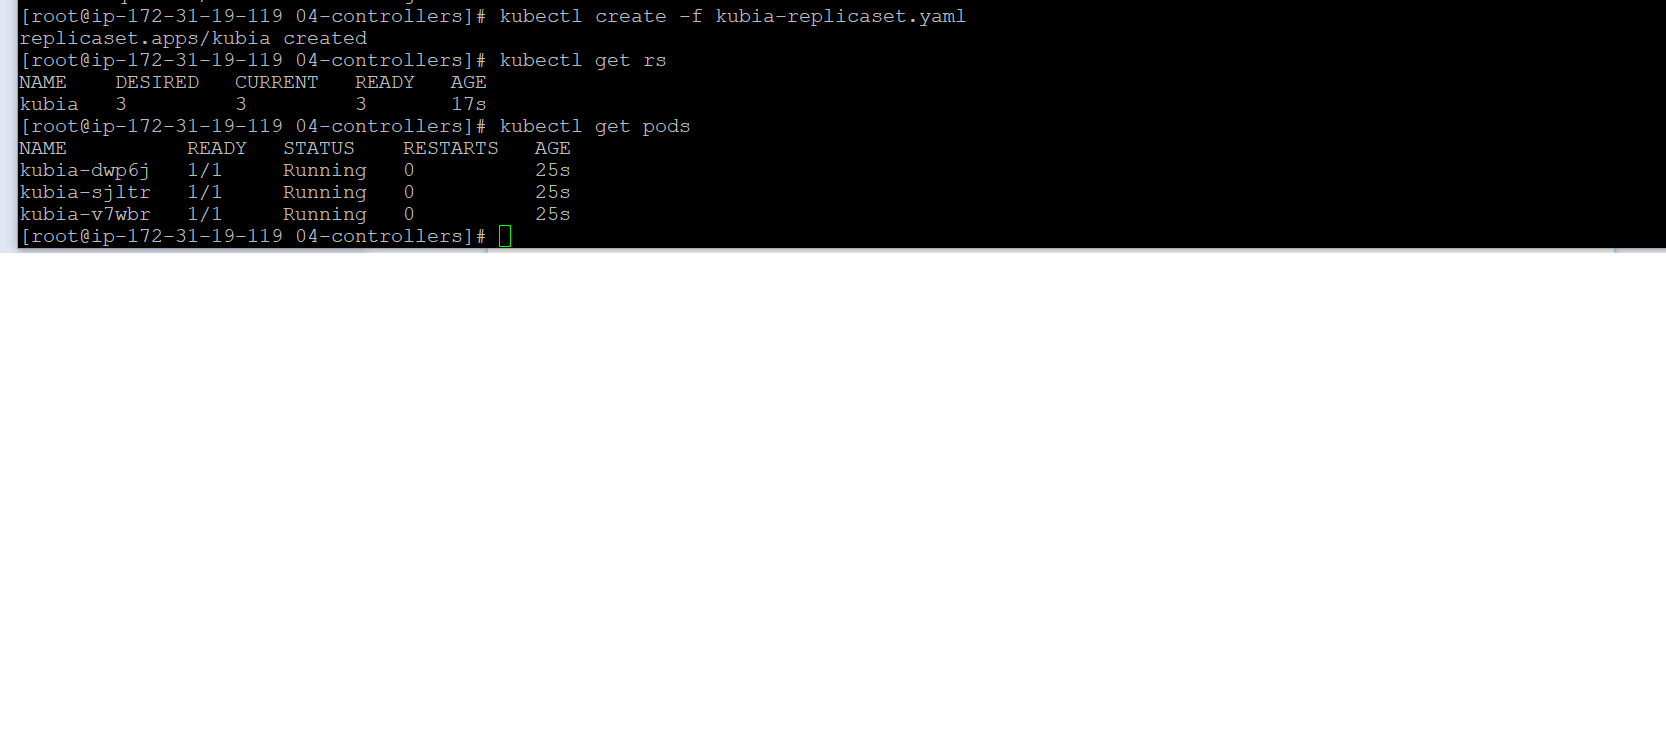 [root@ip-172-31-19-119 04-controllers]# kubectl create -f kubia-replicaset.yaml
replicaset.apps/kubia created
[root@ip-172-31-19-119 04-controllers]# kubectl get rs
NAME    DESIRED   CURRENT   READY   AGE
kubia   3         3         3       17s
[root@ip-172-31-19-119 04-controllers]# kubectl get pods
NAME          READY   STATUS    RESTARTS   AGE
kubia-dwp6j   1/1     Running   0          25s
kubia-sjltr   1/1     Running   0          25s
kubia-v7wbr   1/1     Running   0          25s
[root@ip-172-31-19-119 04-controllers]#